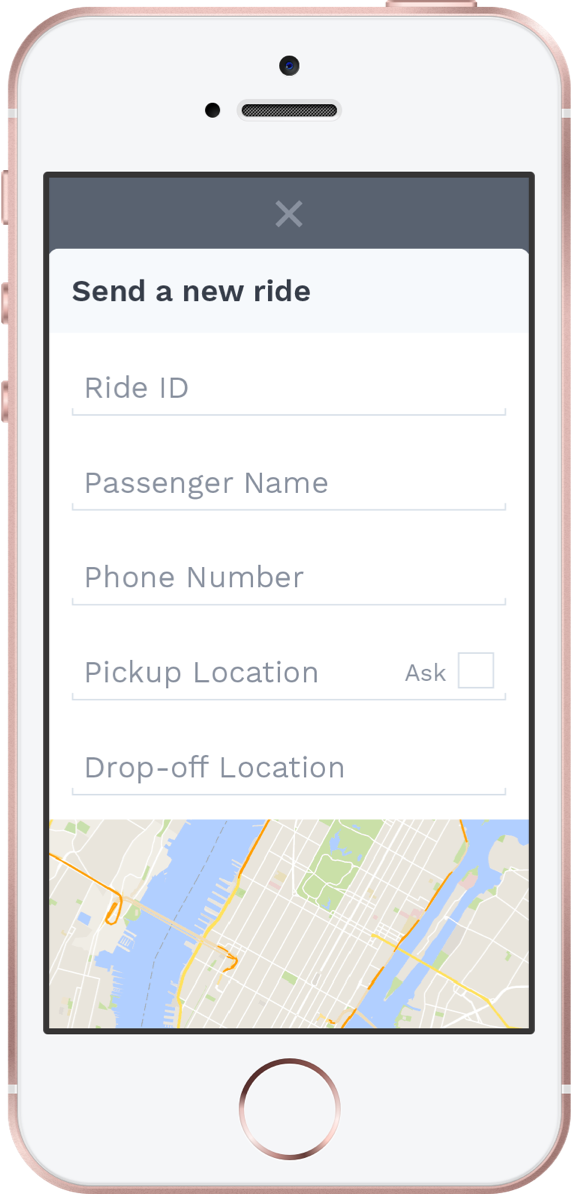 Send a new ride
Ride ID
Passenger Name
Phone Number
Pickup Location Ask
Drop-off Location